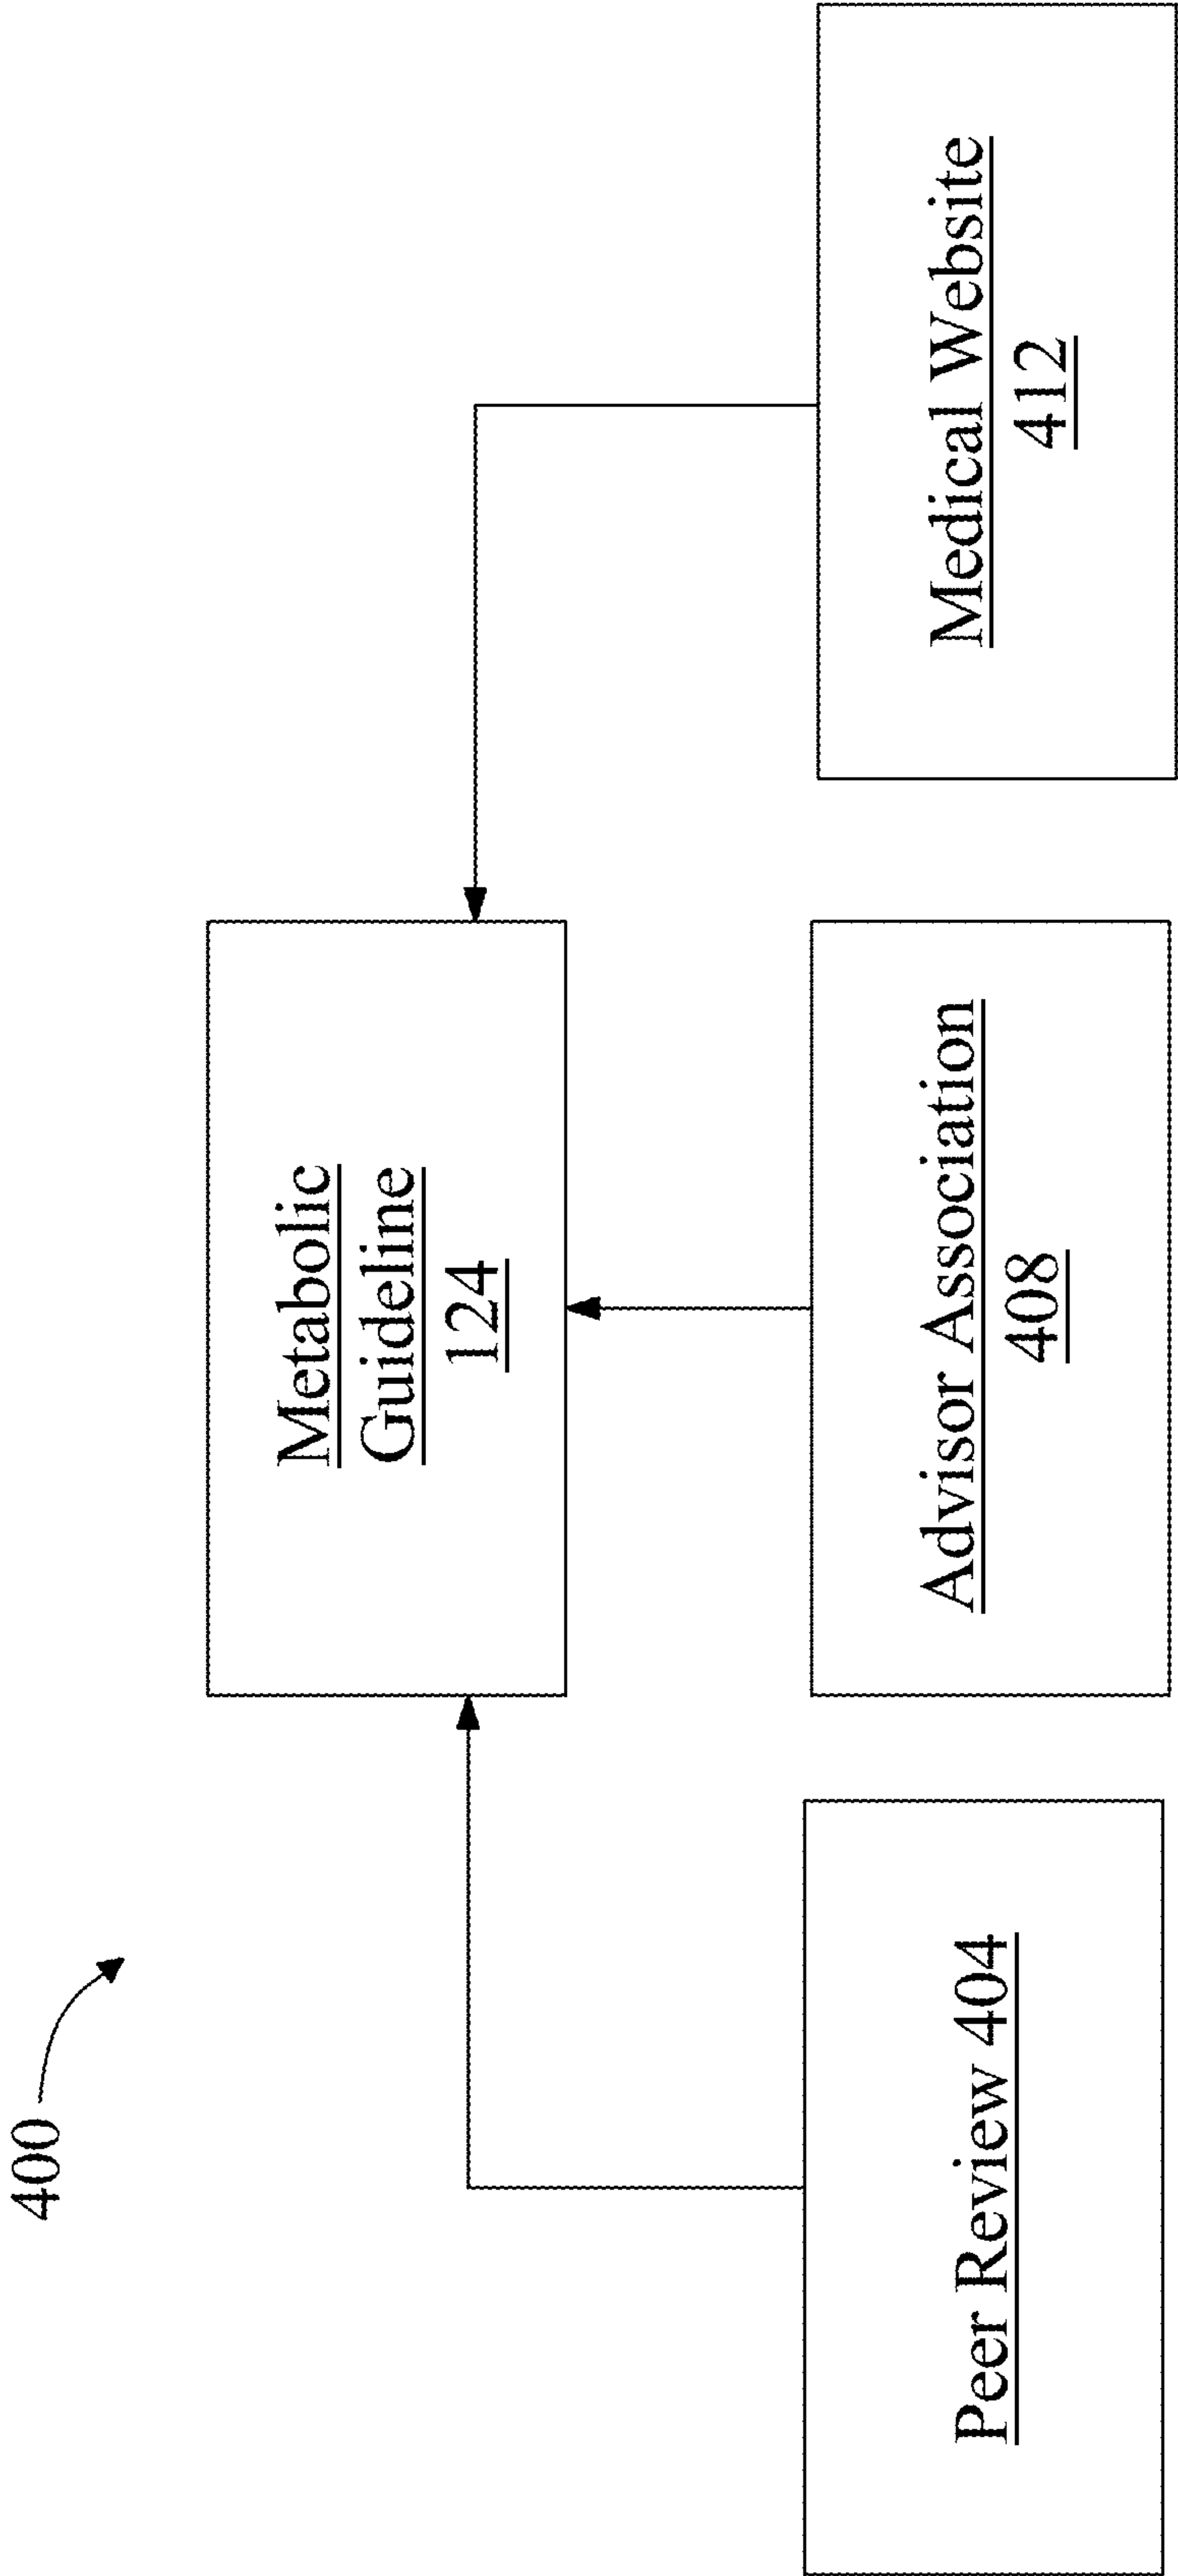 400
Metabolic
Guideline
124
Peer Review 404
Advisor Association
408
Medical Website
412